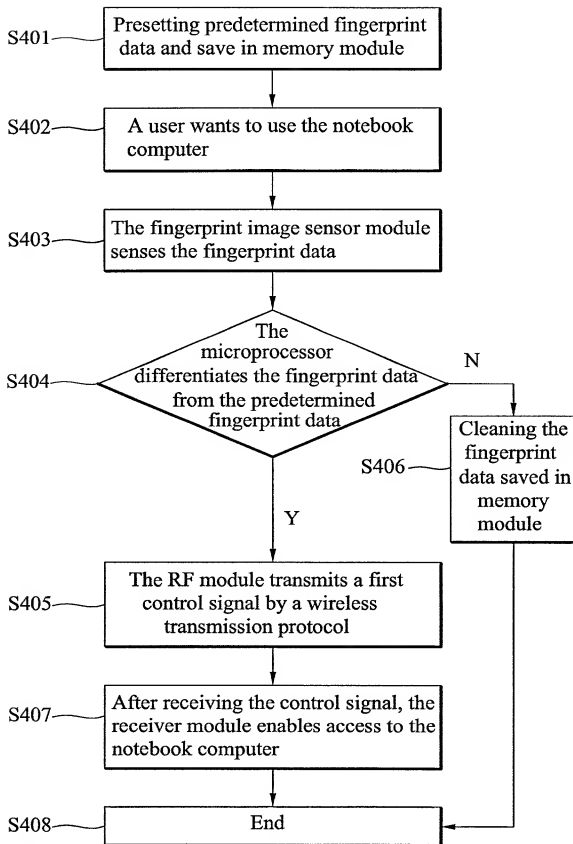 S401
Presetting predetermined fingerprint
data and save in memory module
S402
A user wants to use the notebook
computer
S403
The fingerprint image sensor module
senses the fingerprint data
S404
The
microprocessor
differentiates the fingerprint data
from the predetermined
fingerprint data
N
Y
S406
Cleaning the
fingerprint
data saved in
memory
module
S405
The RF module transmits a first
control signal by a wireless
transmission protocol
S407
After receiving the control signal, the
receiver module enables access to the
notebook computer
S408
End